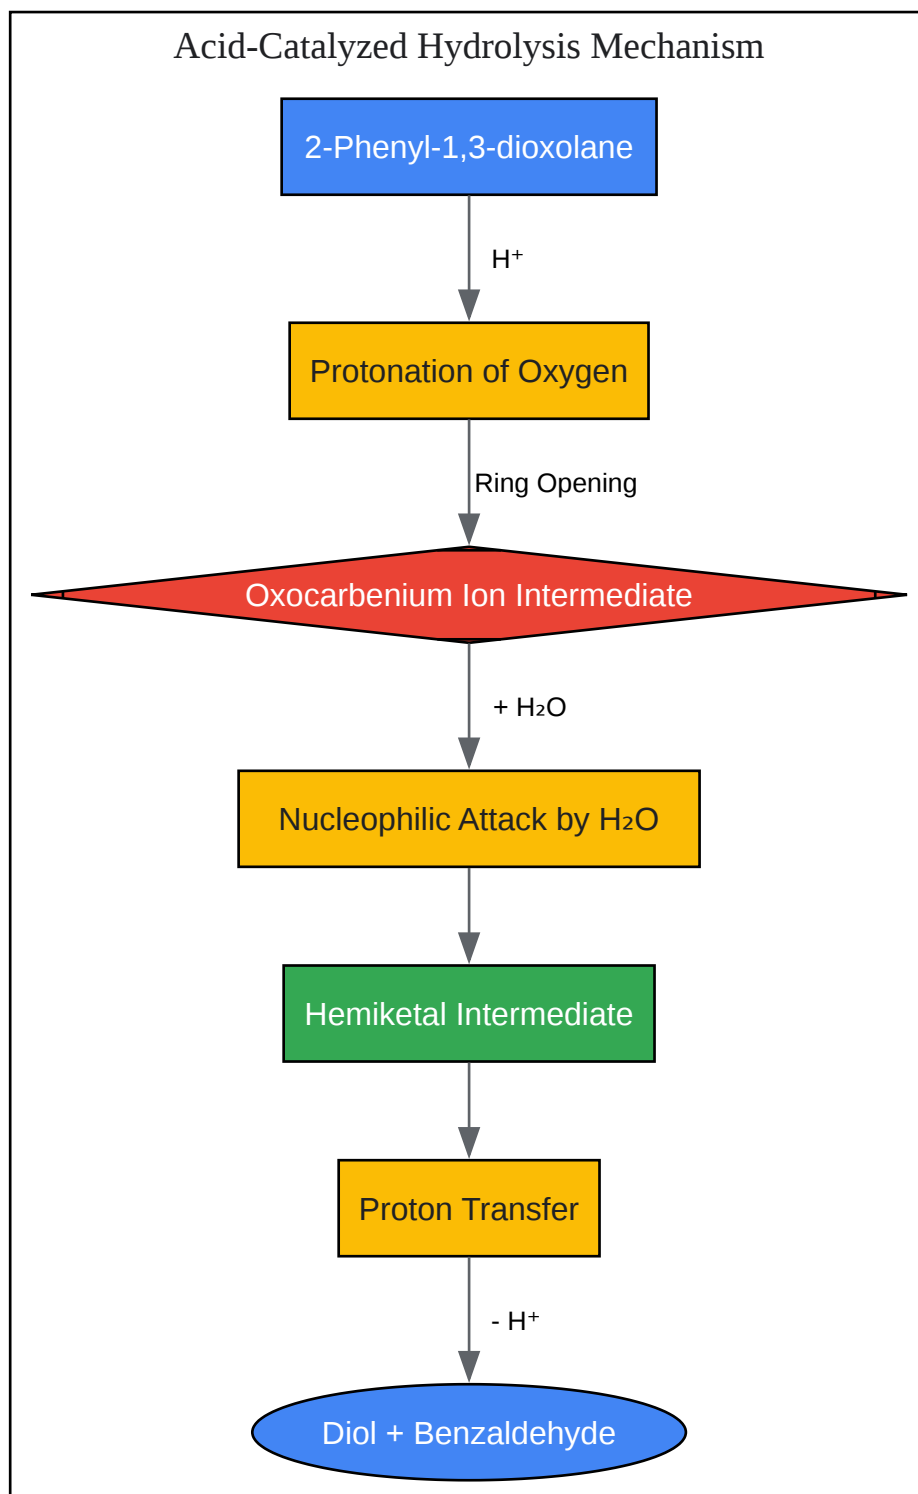 Acid-Catalyzed Hydrolysis Mechanism
2-Phenyl-1,3-dioxolane
H⁺
Protonation of Oxygen
Ring Opening
Oxocarbenium Ion Intermediate
+ H₂O
Nucleophilic Attack by H₂O
Hemiketal Intermediate
Proton Transfer
- H⁺
Diol + Benzaldehyde